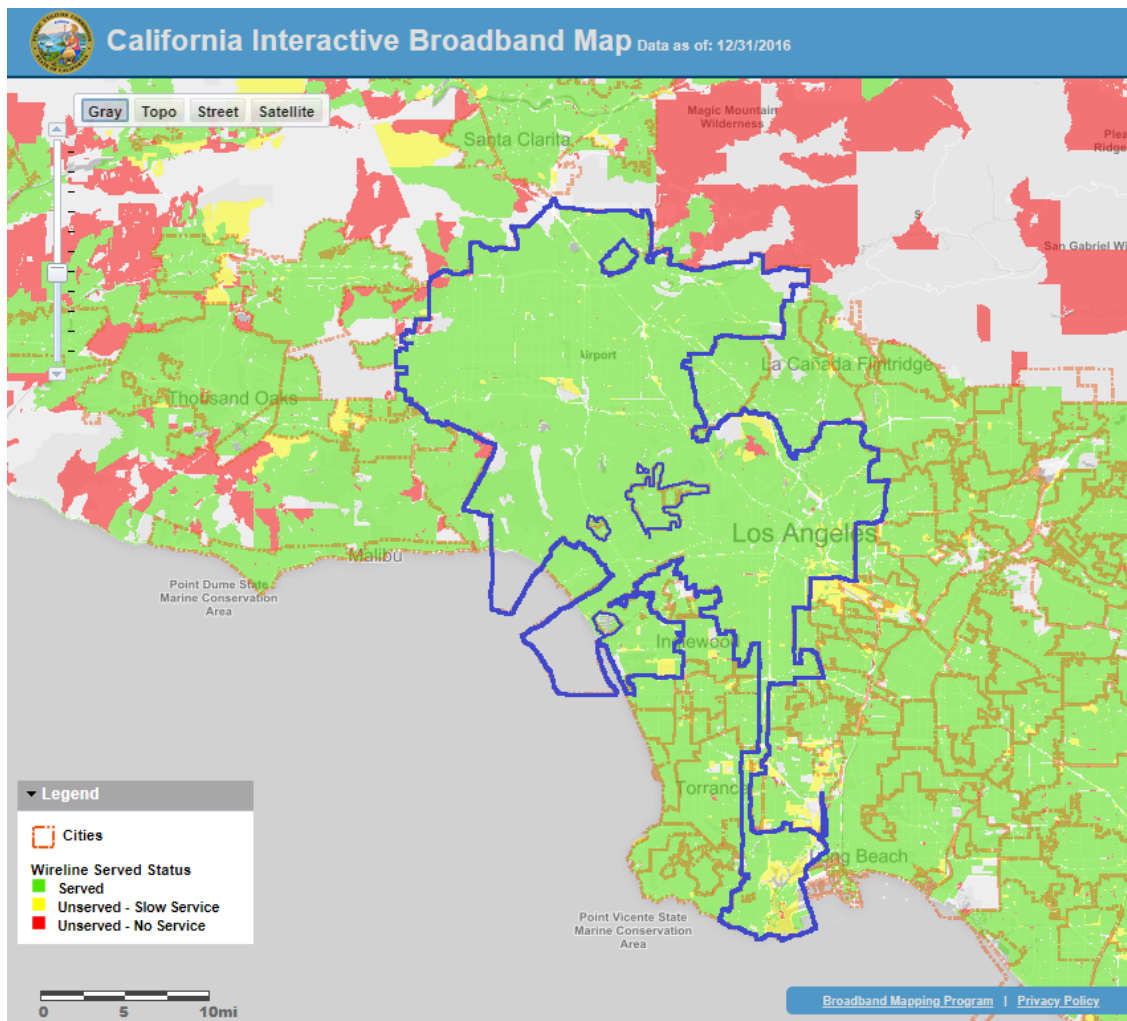 California Interactive Broadband Map Data as of: 12/31/2016
Gray Topo Street Satellite
Santa Clarita
Magic Mountain
Wilderness
Plea
Ridge
S
San Gabriel Wi
Airport
La Cañada Flintridge
Thousand Oaks
Los Angeles
Malibu
Point Dume State
Marine Conservation
Area
Inglewood
Torrance
Long Beach
Point Vicente State
Marine Conservation
Area
Legend
Cities
Wireline Served Status
Served
Unserved - Slow Service
Unserved - No Service
0 5 10mi
Broadband Mapping Program | Privacy Policy